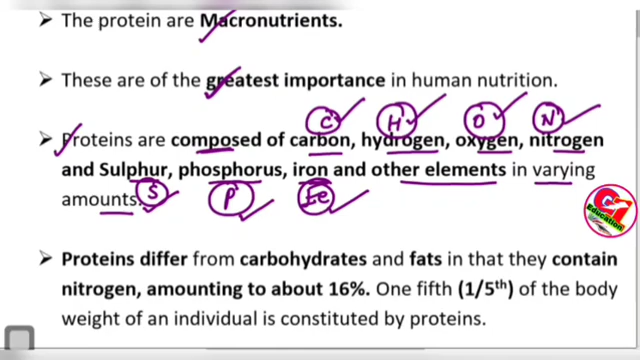 ➤ The protein are Macronutrients.
➤ These are of the greatest importance in human nutrition.
C H O N
➤ Proteins are composed of carbon, hydrogen, oxygen, nitrogen
and Sulphur, phosphorus, iron and other elements in varying
amounts.
S P Fe
Education
➤ Proteins differ from carbohydrates and fats in that they contain
nitrogen, amounting to about 16%. One fifth (1/5th) of the body
weight of an individual is constituted by proteins.